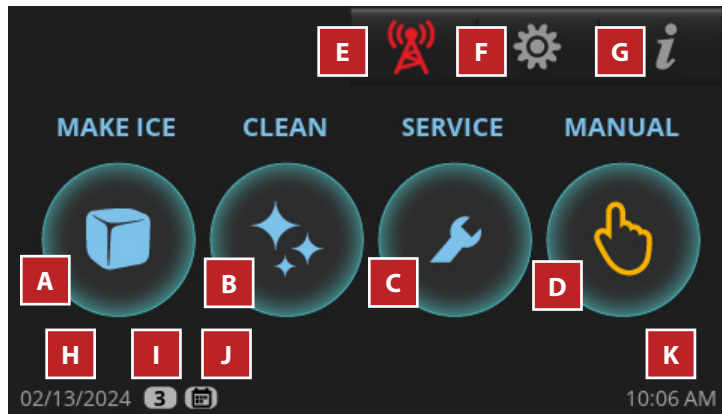 E F G i
MAKE ICE CLEAN SERVICE MANUAL
A B C D
H I J K
02/13/2024 3 10:06 AM